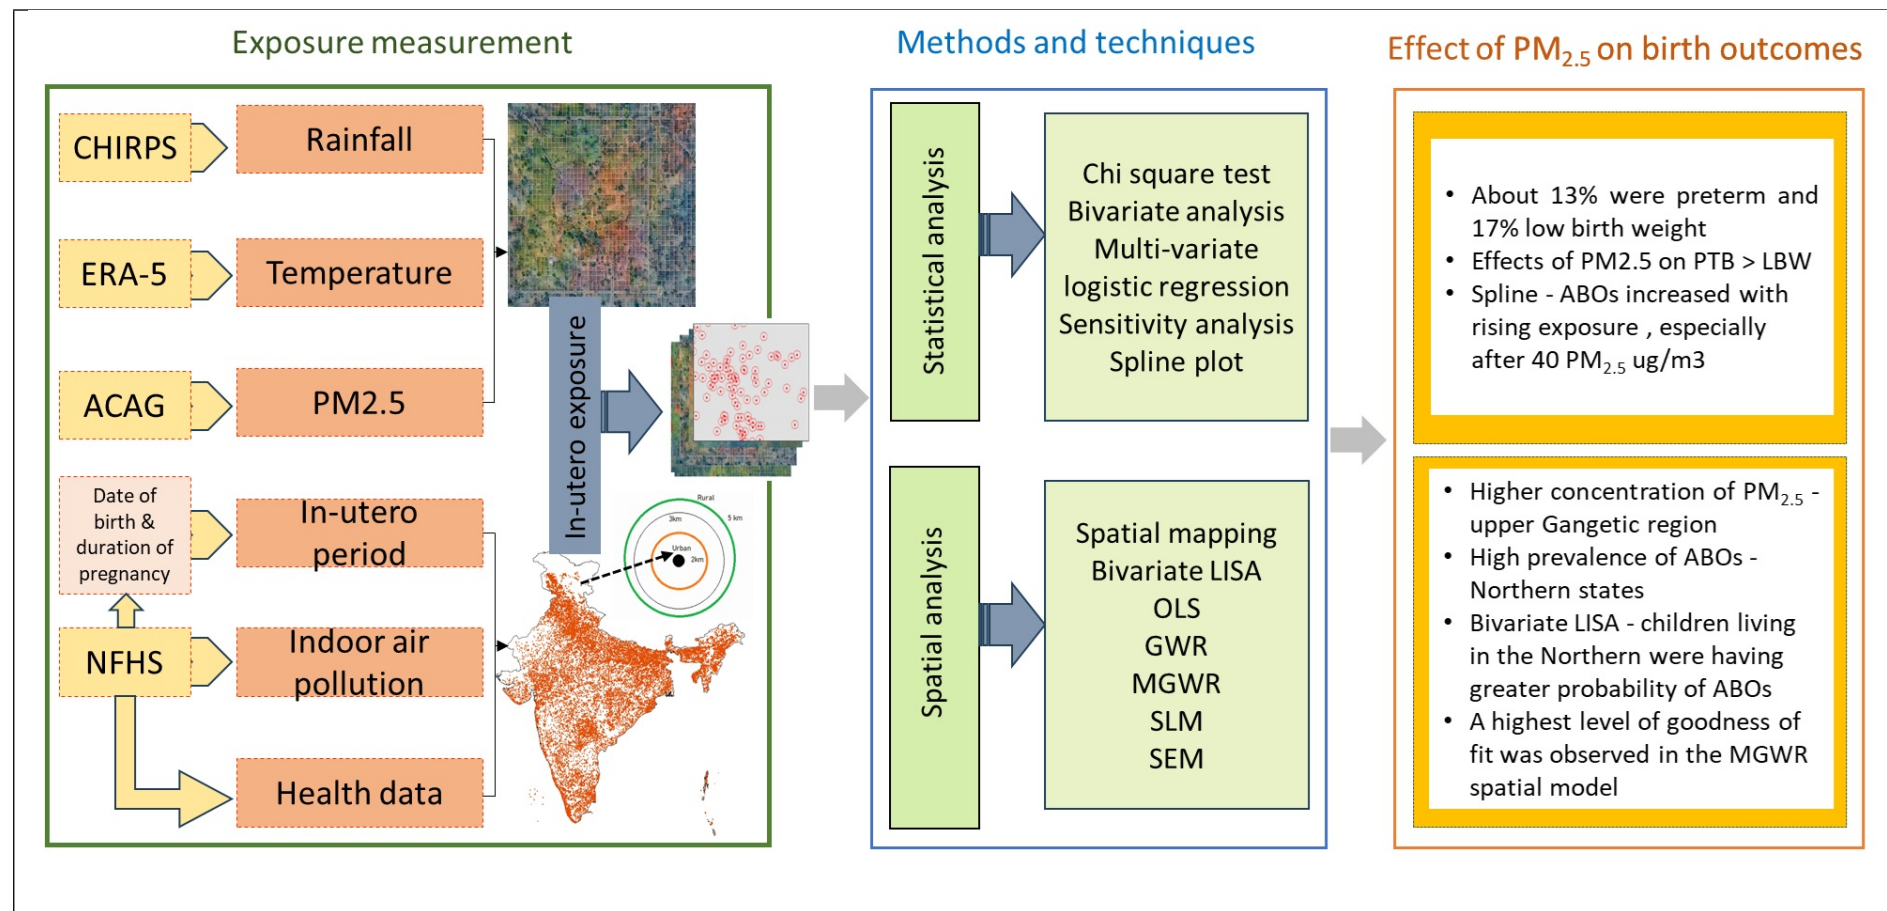 Exposure measurement
CHIRPS
Rainfall
ERA-5
Temperature
ACAG
PM2.5
Date of
birth &
duration of
pregnancy
In-utero
period
NFHS
Indoor air
pollution
Health data
In-utero exposure
Rural
5 km
3km
Urban
2km
Methods and techniques
Statistical analysis
Chi square test
Bivariate analysis
Multi-variate
logistic regression
Sensitivity analysis
Spline plot
Spatial analysis
Spatial mapping
Bivariate LISA
OLS
GWR
MGWR
SLM
SEM
Effect of PM2.5 on birth outcomes
• About 13% were preterm and
17% low birth weight
• Effects of PM2.5 on PTB > LBW
• Spline - ABOs increased with
rising exposure , especially
after 40 PM2.5 ug/m3
• Higher concentration of PM2.5 -
upper Gangetic region
• High prevalence of ABOs -
Northern states
• Bivariate LISA - children living
in the Northern were having
greater probability of ABOs
• A highest level of goodness of
fit was observed in the MGWR
spatial model